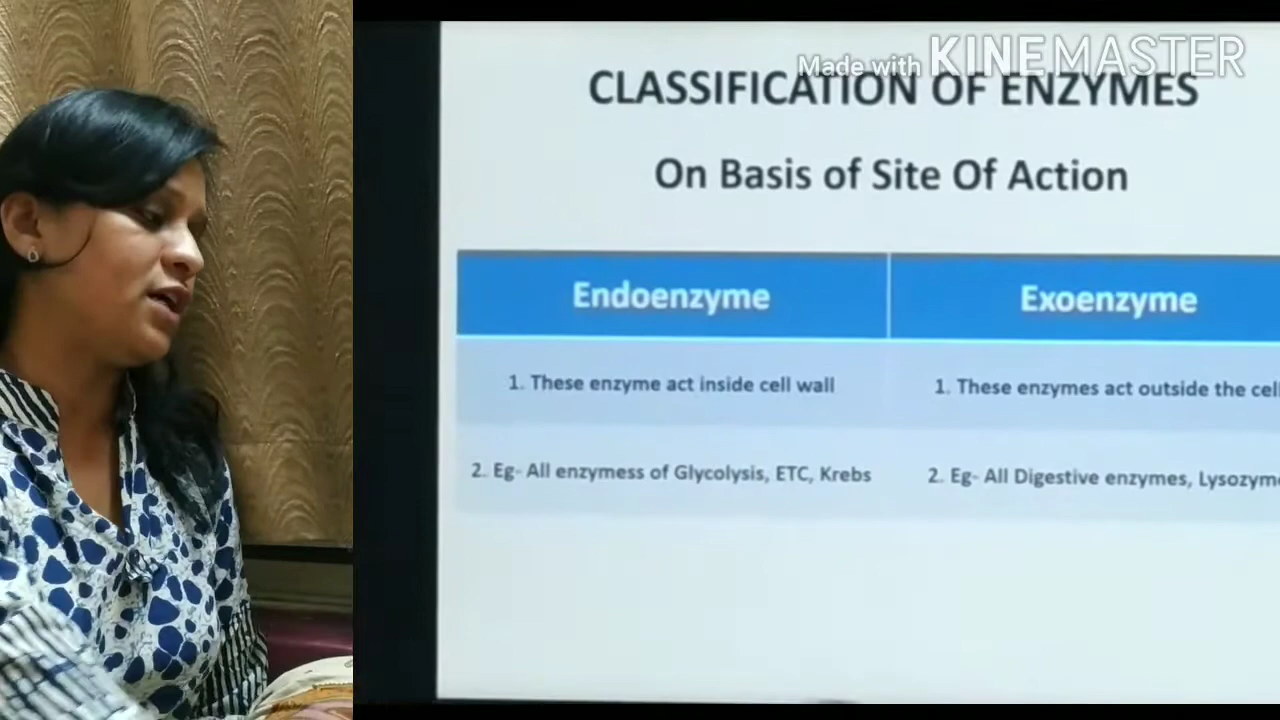 Made with KINEMASTER
CLASSIFICATION OF ENZYMES
On Basis of Site Of Action
Endoenzyme
Exoenzyme
1. These enzyme act inside cell wall
1. These enzymes act outside the cell
2. Eg- All enzymess of Glycolysis, ETC, Krebs
2. Eg- All Digestive enzymes,